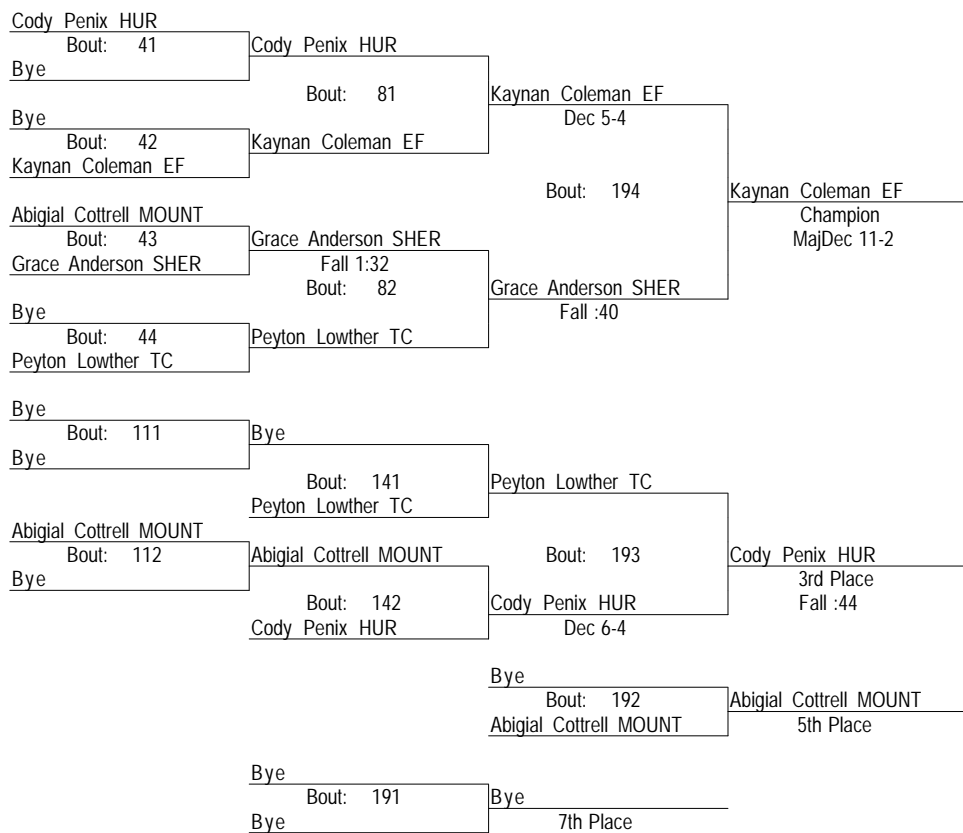 Cody Penix HUR
Bout: 41
Bye
Cody Penix HUR
Bout: 81
Bye
Bout: 42
Kaynan Coleman EF
Kaynan Coleman EF
Kaynan Coleman EF
Dec 5-4
Bout: 194
Abigial Cottrell MOUNT
Bout: 43
Grace Anderson SHER
Grace Anderson SHER
Fall 1:32
Bout: 82
Bye
Bout: 44
Peyton Lowther TC
Peyton Lowther TC
Grace Anderson SHER
Fall :40
Kaynan Coleman EF
Champion
MajDec 11-2
Bye
Bout: 111
Bye
Bye
Bout: 141
Peyton Lowther TC
Peyton Lowther TC
Abigial Cottrell MOUNT
Bout: 112
Bye
Abigial Cottrell MOUNT
Bout: 142
Cody Penix HUR
Bout: 193
Cody Penix HUR
Dec 6-4
Cody Penix HUR
3rd Place
Fall :44
Bye
Bout: 192
Abigial Cottrell MOUNT
Abigial Cottrell MOUNT
5th Place
Bye
Bout: 191
Bye
Bye
7th Place